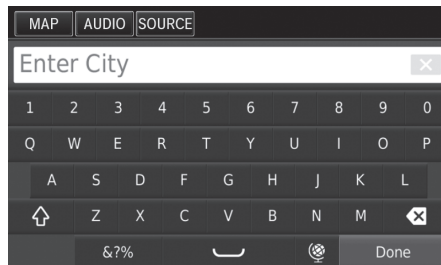 MAP AUDIO SOURCE
Enter City
1 2 3 4 5 6 7 8 9 0
Q W E R T Y U I O P
A S D F G H J K L
Z X C V B N M
&?% Done